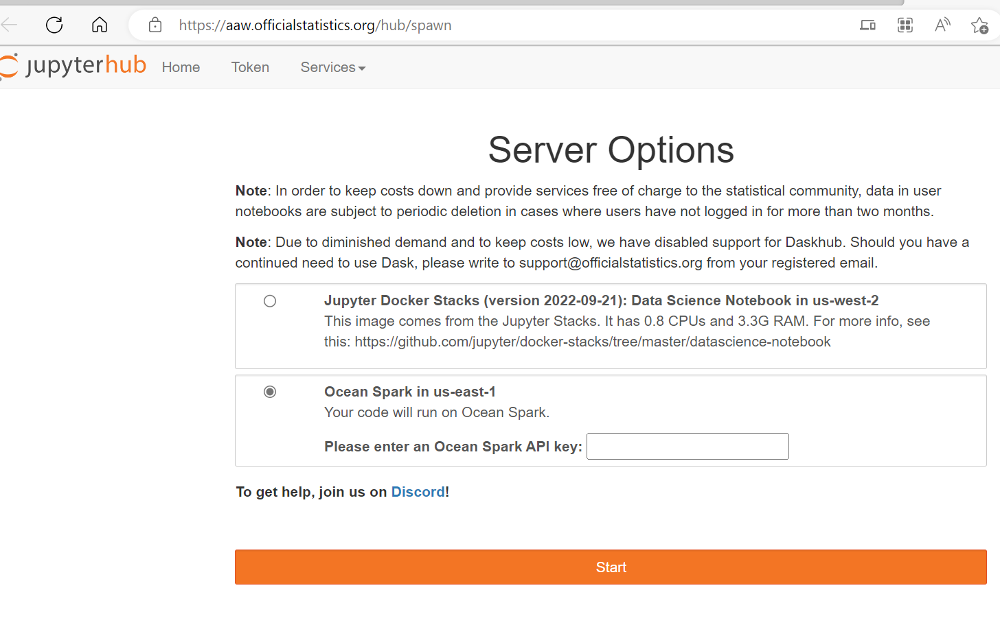 https://aaw.officialstatistics.org/hub/spawn
jupyterhub Home Token Services
Server Options
Note: In order to keep costs down and provide services free of charge to the statistical community, data in user
notebooks are subject to periodic deletion in cases where users have not logged in for more than two months.
Note: Due to diminished demand and to keep costs low, we have disabled support for Daskhub. Should you have a
continued need to use Dask, please write to support@officialstatistics.org from your registered email.
Jupyter Docker Stacks (version 2022-09-21): Data Science Notebook in us-west-2
This image comes from the Jupyter Stacks. It has 0.8 CPUs and 3.3G RAM. For more info, see
this: https://github.com/jupyter/docker-stacks/tree/master/datascience-notebook
Ocean Spark in us-east-1
Your code will run on Ocean Spark.
Please enter an Ocean Spark API key:
To get help, join us on Discord!
Start